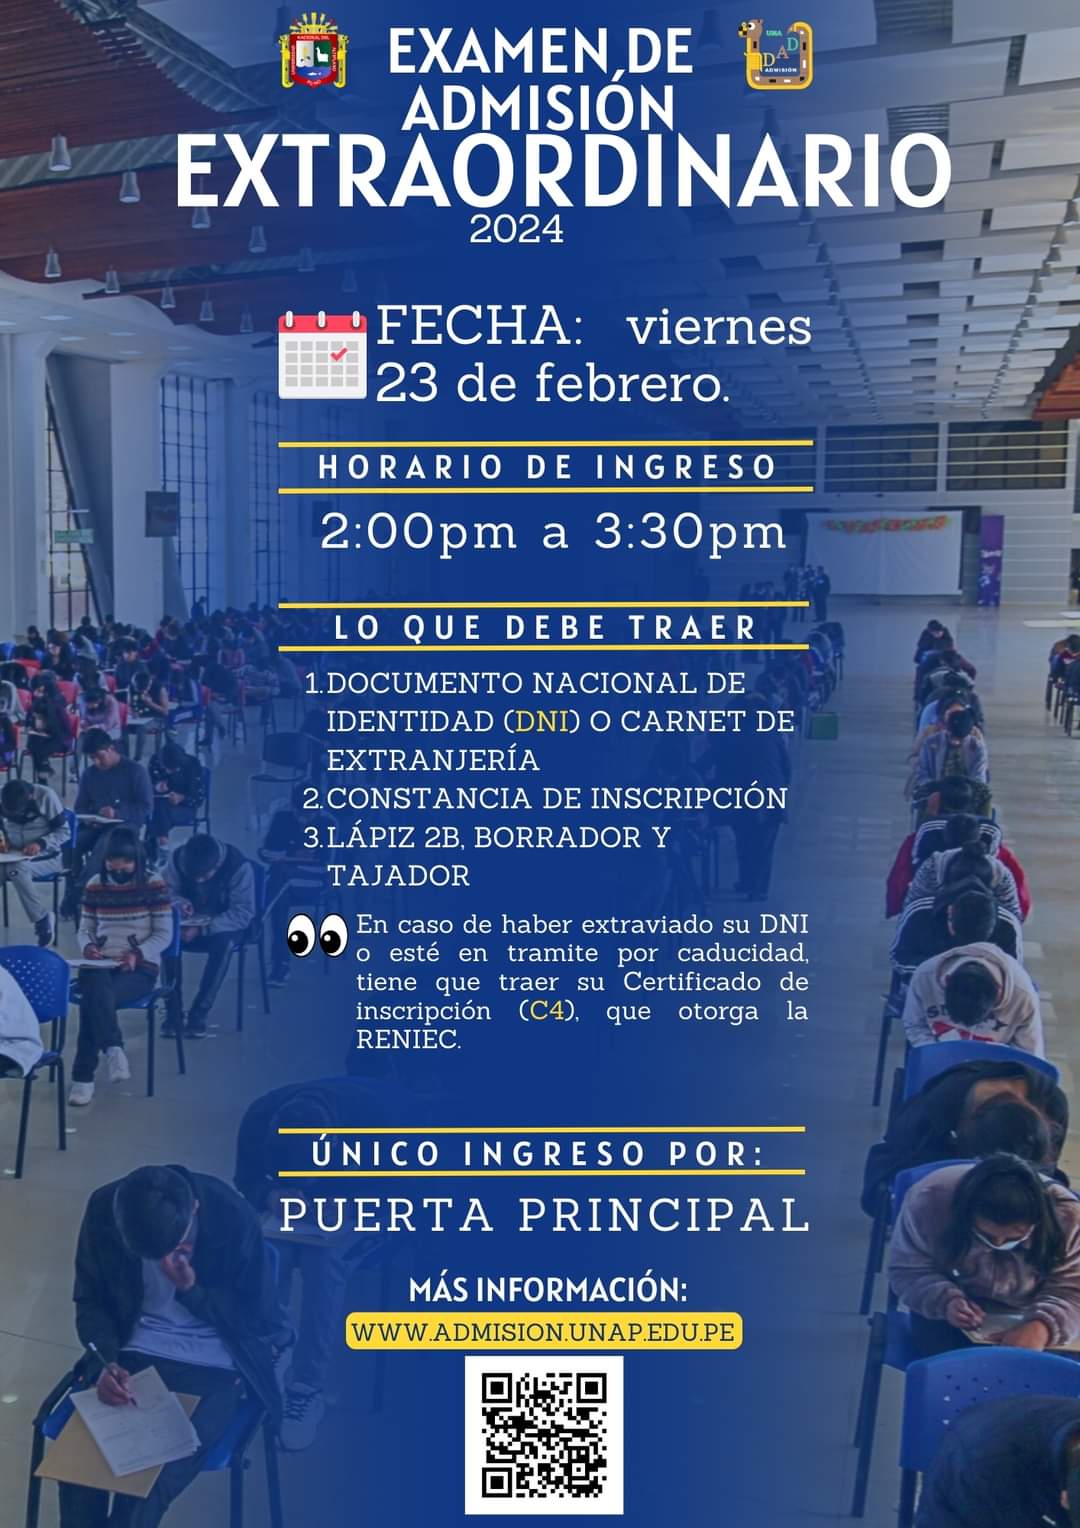 EXAMEN DE
ADMISIÓN
EXTRAORDINARIO
2024
UNA
DAD
ADMISIÓN
FECHA: viernes
23 de febrero.
HORARIO DE INGRESO
2:00pm a 3:30pm
LO QUE DEBE TRAER
1.DOCUMENTO NACIONAL DE
IDENTIDAD (DNI) O CARNET DE
EXTRANJERÍA
2.CONSTANCIA DE INSCRIPCIÓN
3.LÁPIZ 2B, BORRADOR Y
TAJADOR
En caso de haber extraviado su DNI
o esté en tramite por caducidad,
tiene que traer su Certificado de
inscripción (C4), que otorga la
RENIEC.
ÚNICO INGRESO POR:
PUERTA PRINCIPAL
MÁS INFORMACIÓN:
WWW.ADMISION.UNAP.EDU.PE